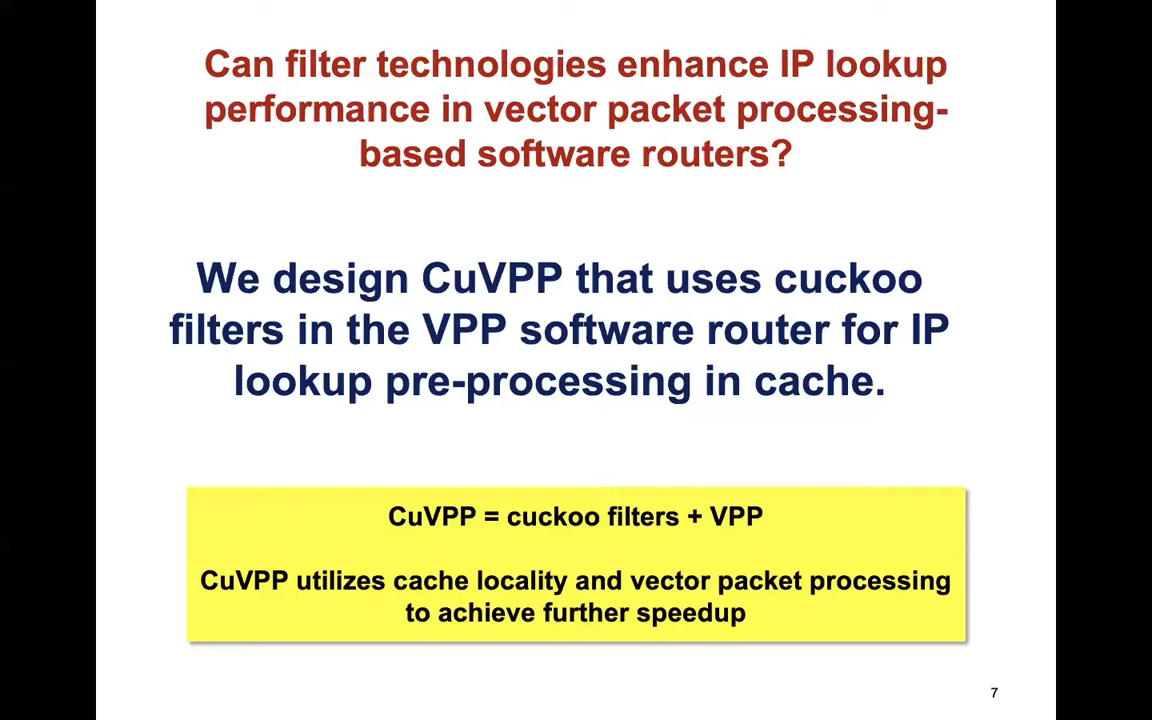 Can filter technologies enhance IP lookup
performance in vector packet processing-
based software routers?
We design CuVPP that uses cuckoo
filters in the VPP software router for IP
lookup pre-processing in cache.
CuVPP = cuckoo filters + VPP
CuVPP utilizes cache locality and vector packet processing
to achieve further speedup
7